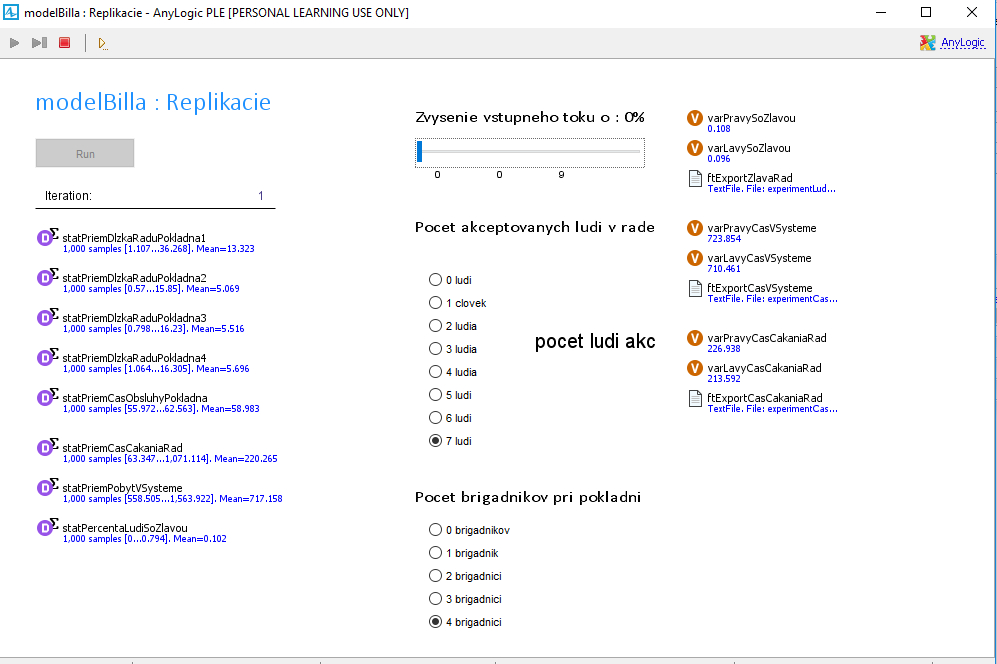 modelBilla : Replikacie - AnyLogic PLE [PERSONAL LEARNING USE ONLY]
AnyLogic
modelBilla : Replikacie
Run
Iteration: 1
statPriemDlzkaRaduPokladna1
1,000 samples [1.107...36.268]. Mean=13.323
statPriemDlzkaRaduPokladna2
1,000 samples [0.57...15.85]. Mean=5.069
statPriemDlzkaRaduPokladna3
1,000 samples [0.798...16.23]. Mean=5.516
statPriemDlzkaRaduPokladna4
1,000 samples [1.064...16.305]. Mean=5.696
statPriemCasObsluhyPokladna
1,000 samples [55.972...62.563]. Mean=58.983
statPriemCasCakaniaRad
1,000 samples [63.347...1,071.114]. Mean=220.265
statPriemPobytVSysteme
1,000 samples [558.505...1,563.922]. Mean=717.158
statPercentaLudiSoZlavou
1,000 samples [0...0.794]. Mean=0.102
Zvysenie vstupneho toku o : 0%
0 0 9
Pocet akceptovanych ludi v rade
0 ludi
1 clovek
2 ludia
3 ludia
4 ludia
5 ludi
6 ludi
7 ludi
pocet ludi akc
Pocet brigadnikov pri pokladni
0 brigadnikov
1 brigadnik
2 brigadnici
3 brigadnici
4 brigadnici
varPravySoZlavou
0.108
varLavySoZlavou
0.096
ftExportZlavaRad
TextFile. File: experimentLud...
varPravyCasVSysteme
723.854
varLavyCasVSysteme
710.461
ftExportCasVSysteme
TextFile. File: experimentCas...
varPravyCasCakaniaRad
226.938
varLavyCasCakaniaRad
213.592
ftExportCasCakaniaRad
TextFile. File: experimentCas...